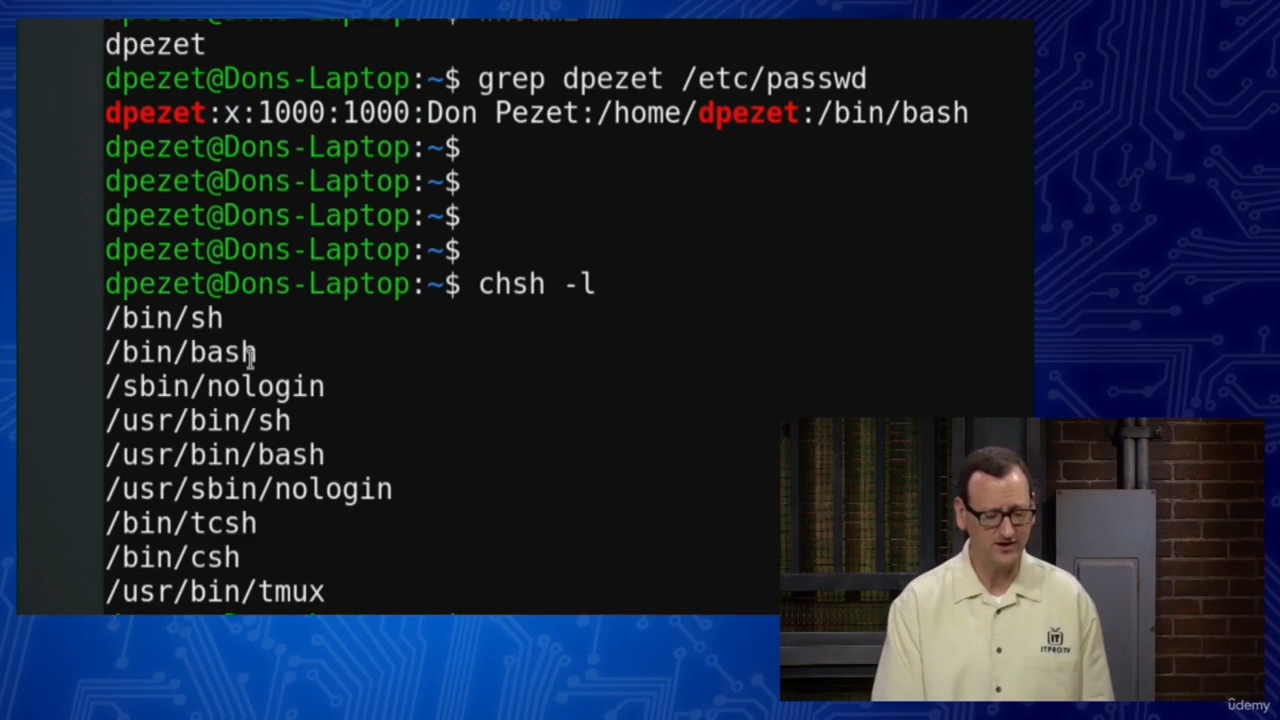 dpezet
dpezet@Dons-Laptop:~$ grep dpezet /etc/passwd
dpezet:x:1000:1000:Don Pezet:/home/dpezet:/bin/bash
dpezet@Dons-Laptop:~$
dpezet@Dons-Laptop:~$
dpezet@Dons-Laptop:~$
dpezet@Dons-Laptop:~$
dpezet@Dons-Laptop:~$ chsh -l
/bin/sh
/bin/bash
/sbin/nologin
/usr/bin/sh
/usr/bin/bash
/usr/sbin/nologin
/bin/tcsh
/bin/csh
/usr/bin/tmux
IT
ITPROTV
udemy